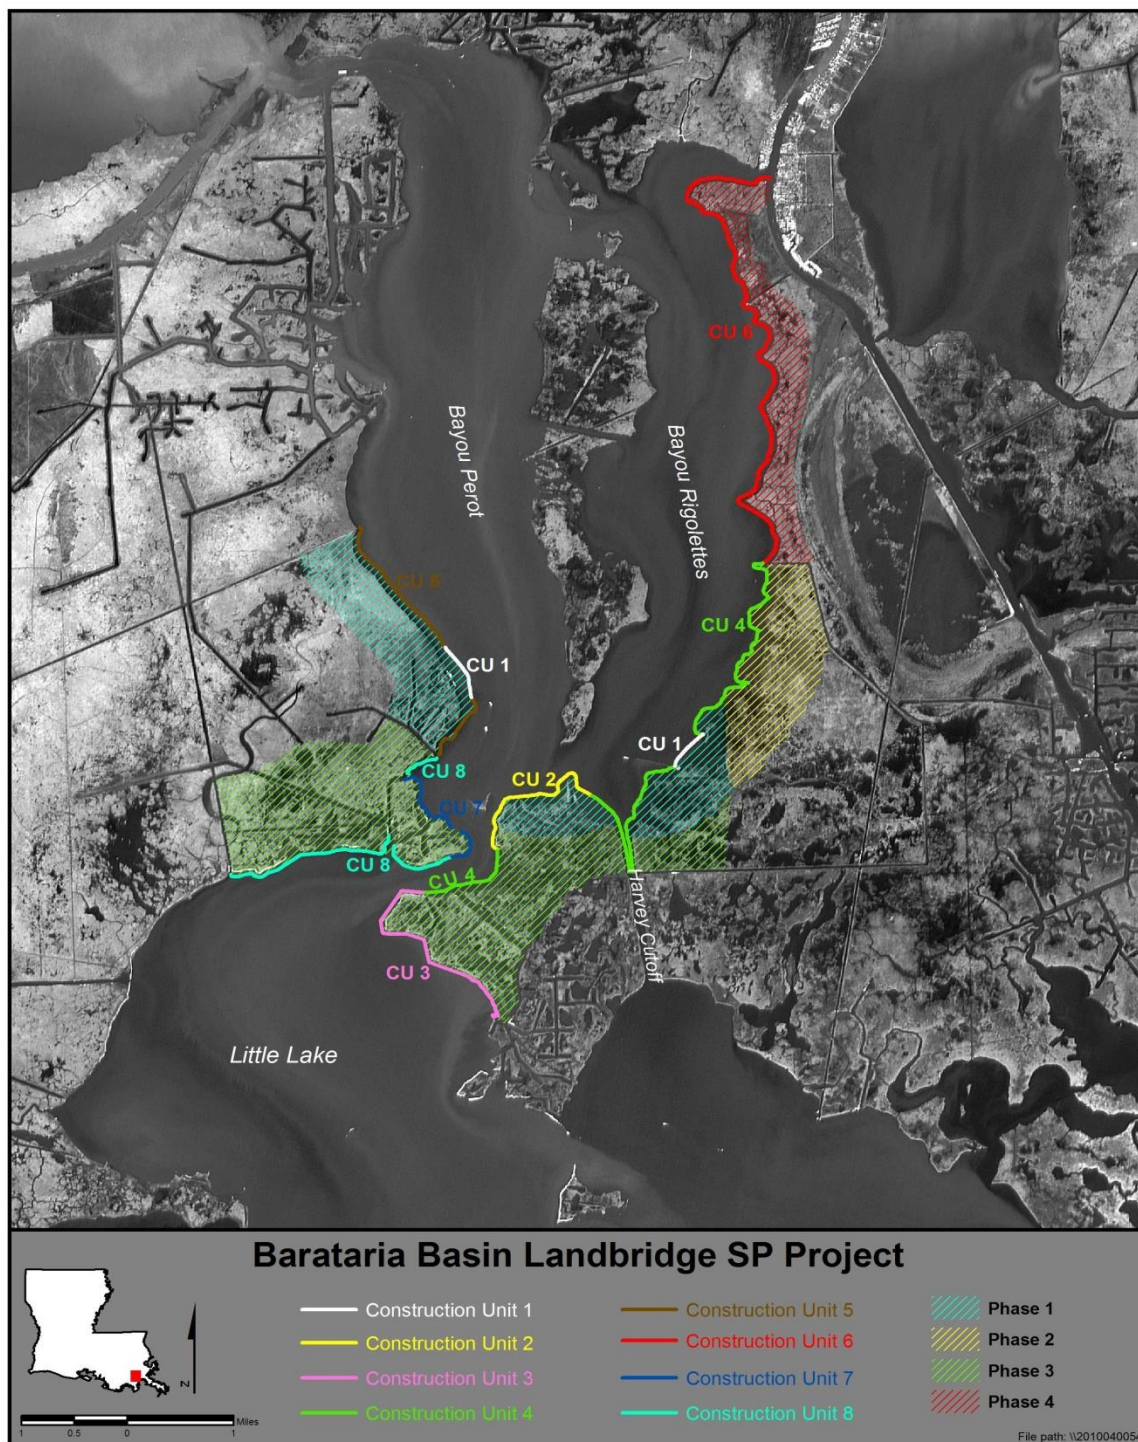 CU 6
Bayou Perot
Bayou Rigolettes
CU 5
CU 4
CU 1
CU 1
CU 8
CU 2
CU 7
CU 8
CU 4
Harvey Cutoff
CU 3
Little Lake
Barataria Basin Landbridge SP Project
Construction Unit 1
Construction Unit 2
Construction Unit 3
Construction Unit 4
Construction Unit 5
Construction Unit 6
Construction Unit 7
Construction Unit 8
Phase 1
Phase 2
Phase 3
Phase 4
N
Miles
1 0.5 0 1
File path: \\2010040054